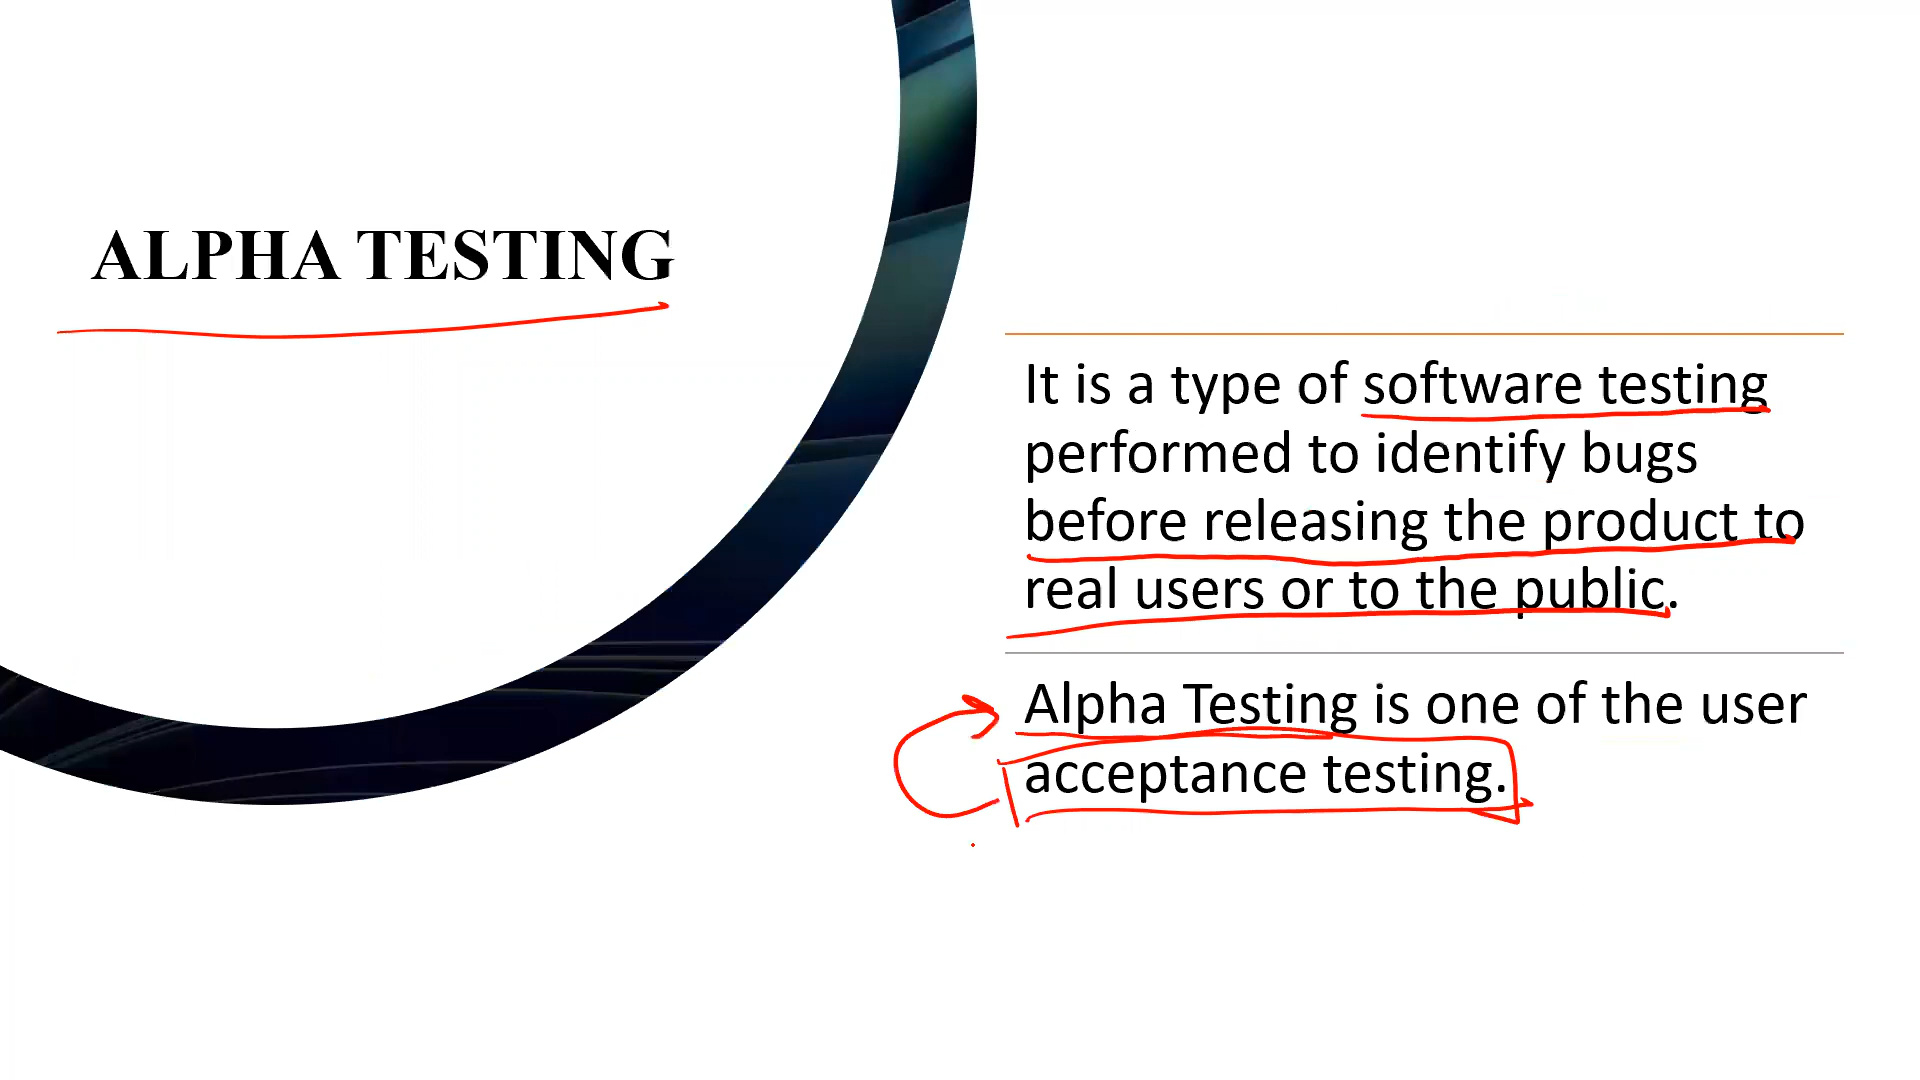 ALPHA TESTING
It is a type of software testing
performed to identify bugs
before releasing the product to
real users or to the public.
Alpha Testing is one of the user
acceptance testing.